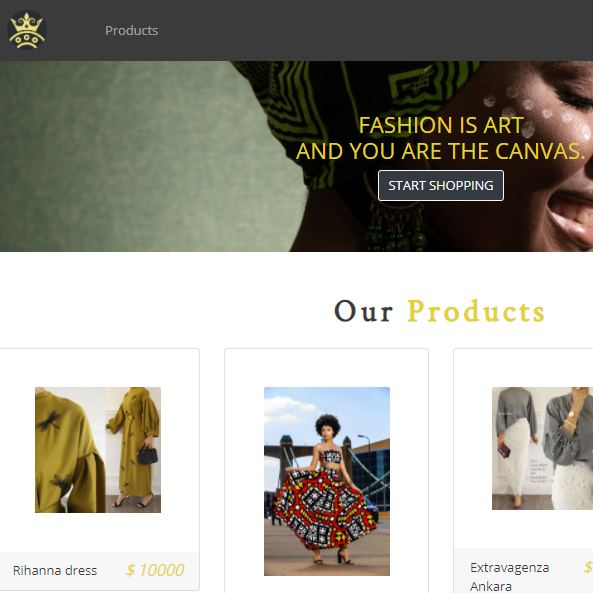 Products
FASHION IS ART
AND YOU ARE THE CANVAS.
START SHOPPING
Our Products
Rihanna dress
$ 10000
Extravagenza
Ankara
$